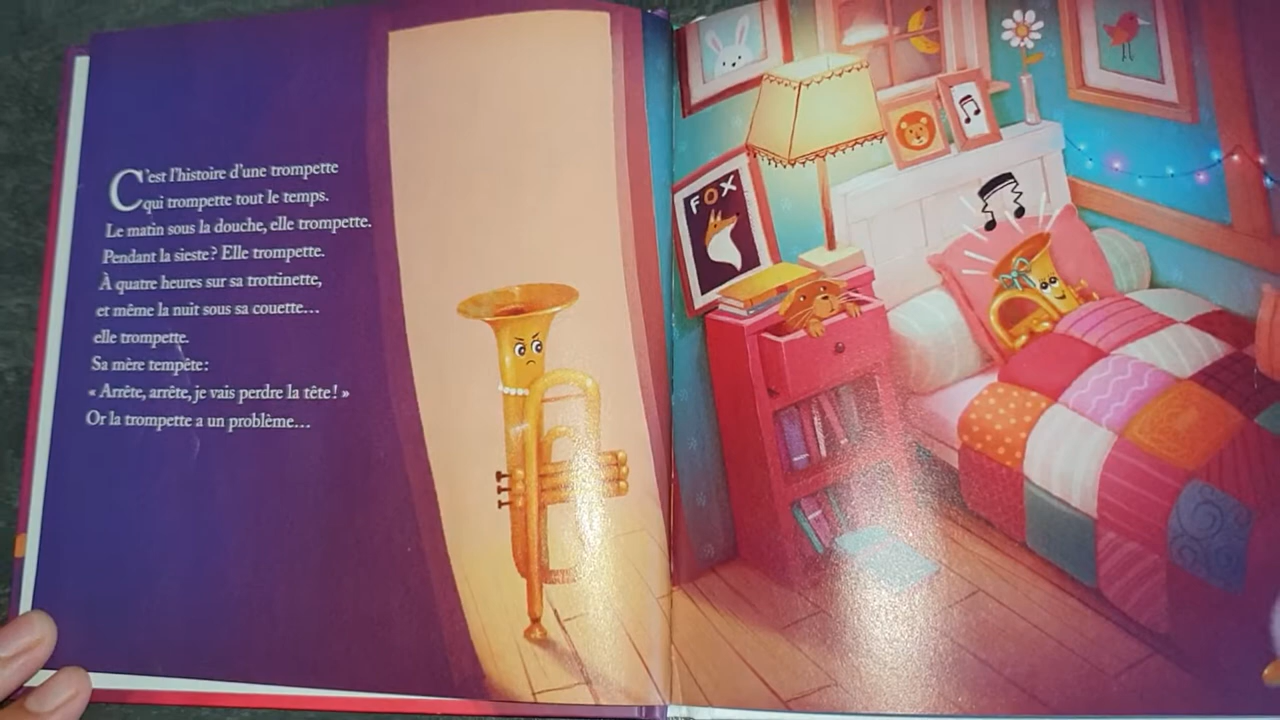 C'est l'histoire d'une trompette
qui trompette tout le temps.
Le matin sous la douche, elle trompette.
Pendant la sieste ? Elle trompette.
À quatre heures sur sa trottinette,
et même la nuit sous sa couette...
elle trompette.
Sa mère tempête :
« Arrête, arrête, je vais perdre la tête ! »
Or la trompette a un problème...
FOX